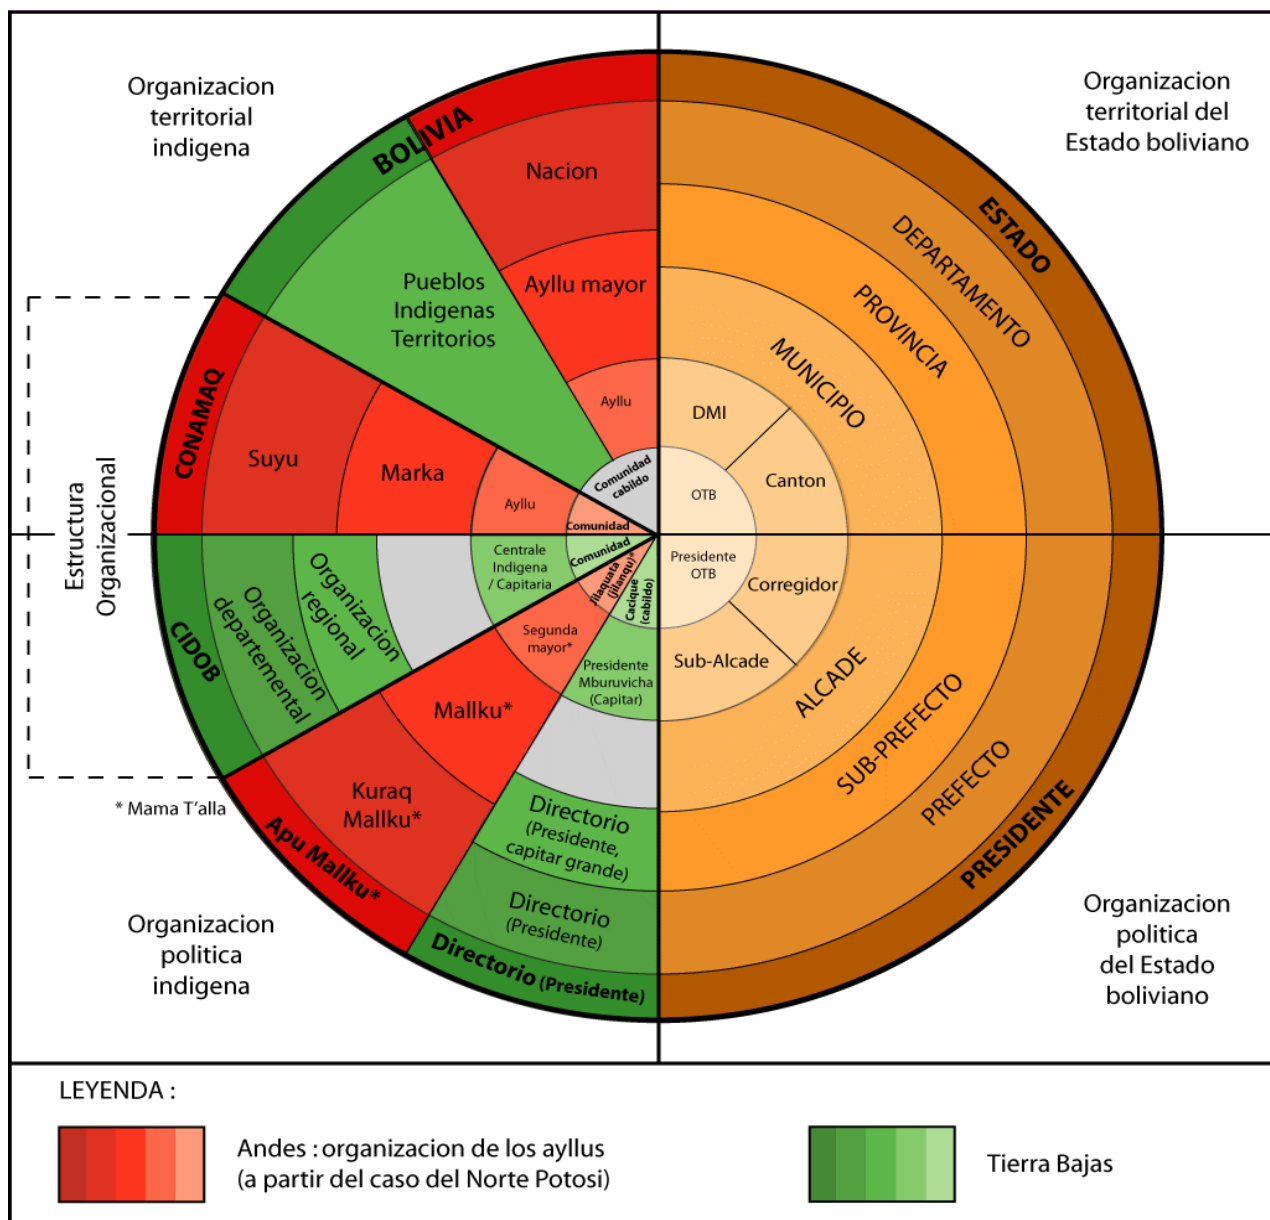 Organizacion
territorial
indigena
Organizacion
territorial del
Estado boliviano
BOLIVIA
Nacion
Ayllu mayor
Ayllu
Pueblos
Indigenas
Territorios
Comunidad
cabildo
ESTADO
DEPARTAMENTO
PROVINCIA
MUNICIPIO
DMI
Canton
OTB
Estructura
Organizacional
CONAMAQ
Suyu
Marka
Ayllu
Comunidad
CIDOB
Organizacion
departemental
Organizacion
regional
Centrale
Indigena
/ Capitaria
Comunidad
* Mama T'alla
Apu Mallku*
Kuraq
Mallku*
Mallku*
Segunda
mayor*
Jilaquata
(jilanqu)*
Cacique
(cabildo)
Presidente
Mburuvicha
(Capitar)
Directorio
(Presidente,
capitar grande)
Directorio
(Presidente)
Directorio (Presidente)
Presidente
OTB
Corregidor
Sub-Alcade
ALCADE
SUB-PREFECTO
PREFECTO
PRESIDENTE
Organizacion
politica
indigena
Organizacion
politica
del Estado
boliviano
LEYENDA :
Andes : organizacion de los ayllus
(a partir del caso del Norte Potosi)
Tierra Bajas